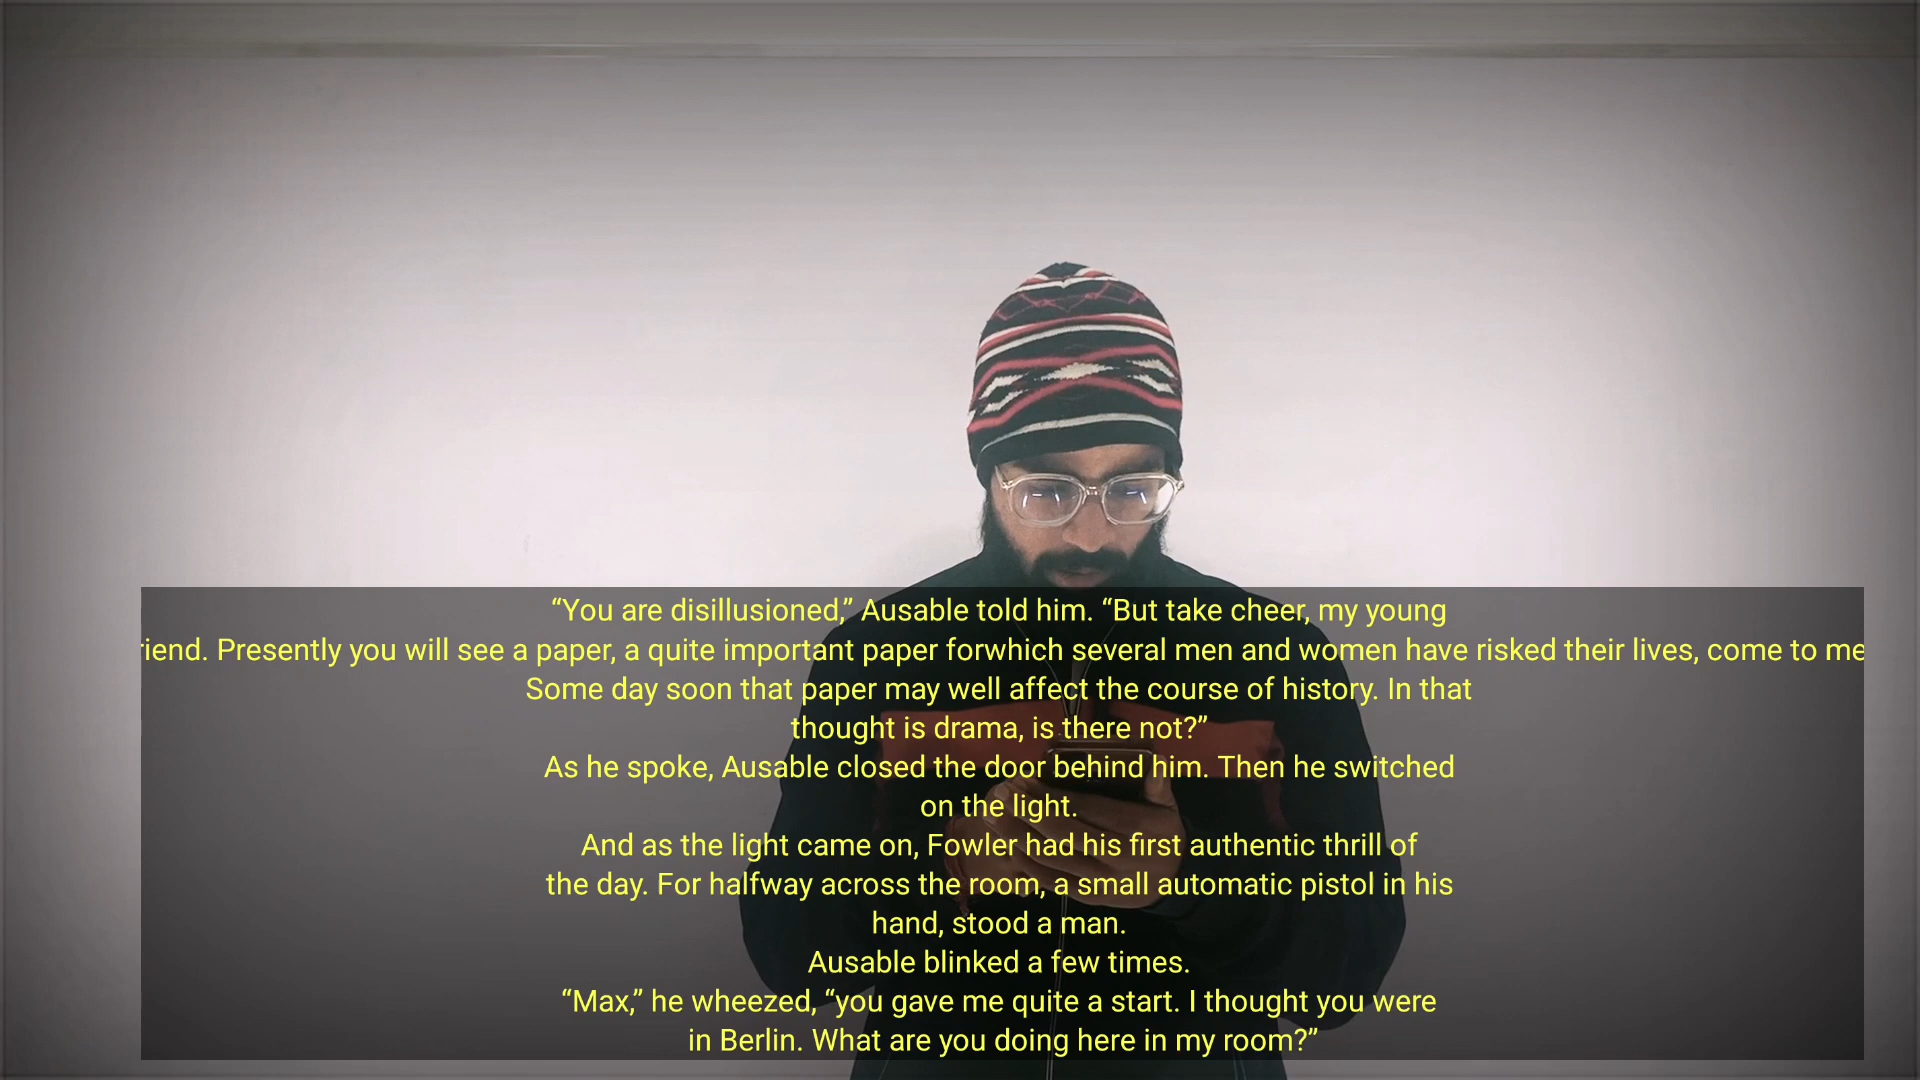 “You are disillusioned,” Ausable told him. “But take cheer, my young
riend. Presently you will see a paper, a quite important paper forwhich several men and women have risked their lives, come to me
Some day soon that paper may well affect the course of history. In that
thought is drama, is there not?”
As he spoke, Ausable closed the door behind him. Then he switched
on the light.
And as the light came on, Fowler had his first authentic thrill of
the day. For halfway across the room, a small automatic pistol in his
hand, stood a man.
Ausable blinked a few times.
“Max,” he wheezed, “you gave me quite a start. I thought you were
in Berlin. What are you doing here in my room?”